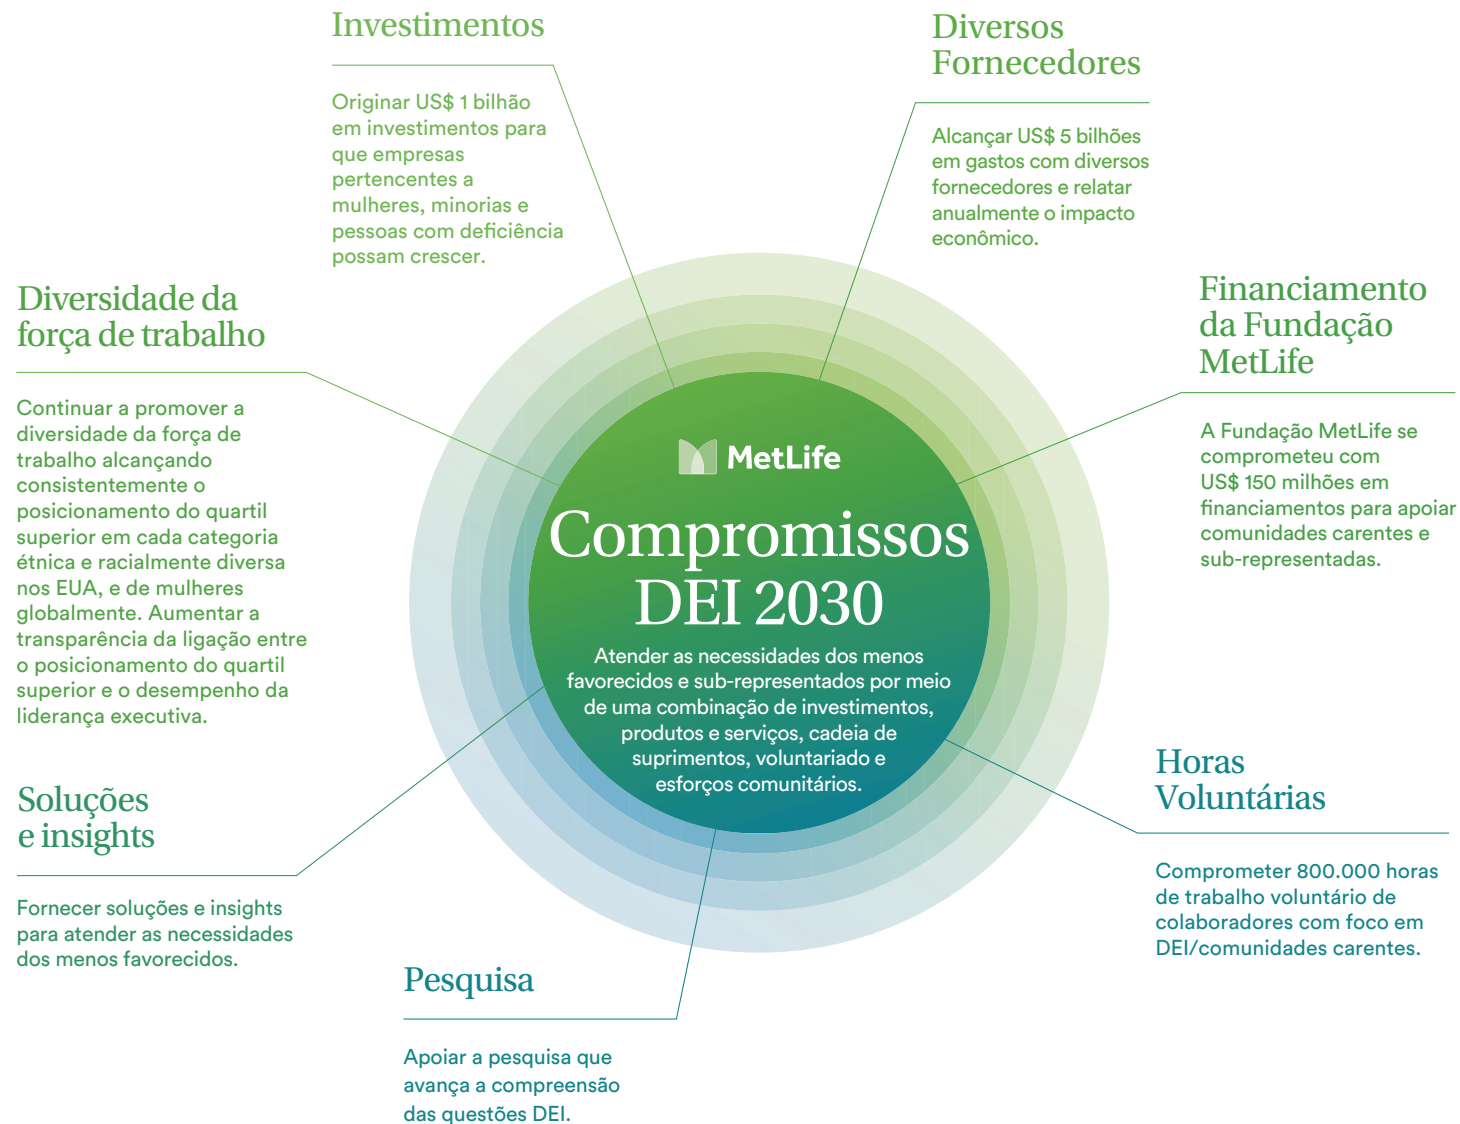 Investimentos
Originar US$ 1 bilhão
em investimentos para
que empresas
pertencentes a
mulheres, minorias e
pessoas com deficiência
possam crescer.
Diversos
Fornecedores
Alcançar US$ 5 bilhões
em gastos com diversos
fornecedores e relatar
anualmente o impacto
econômico.
Diversidade da
força de trabalho
Continuar a promover a
diversidade da força de
trabalho alcançando
consistentemente o
posicionamento do quartil
superior em cada categoria
étnica e racialmente diversa
nos EUA, e de mulheres
globalmente. Aumentar a
transparência da ligação entre
o posicionamento do quartil
superior e o desempenho da
liderança executiva.
Financiamento
da Fundação
MetLife
A Fundação MetLife se
comprometeu com
US$ 150 milhões em
financiamentos para apoiar
comunidades carentes e
sub-representadas.
MetLife
Compromissos
DEI 2030
Atender as necessidades dos menos
favorecidos e sub-representados por meio
de uma combinação de investimentos,
produtos e serviços, cadeia de
suprimentos, voluntariado e
esforços comunitários.
Soluções
e insights
Fornecer soluções e insights
para atender as necessidades
dos menos favorecidos.
Horas
Voluntárias
Comprometer 800.000 horas
de trabalho voluntário de
colaboradores com foco em
DEI/comunidades carentes.
Pesquisa
Apoiar a pesquisa que
avança a compreensão
das questões DEI.